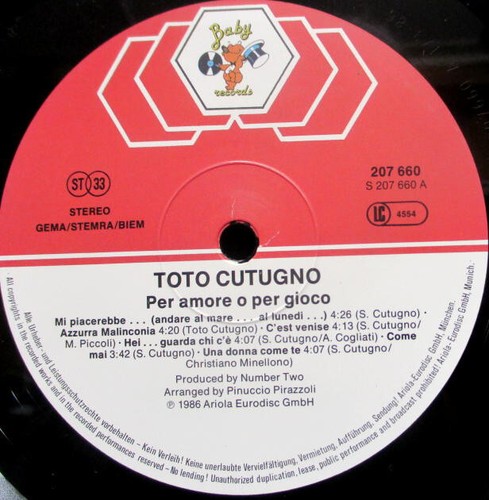 Baby
records
ST 33
STEREO
GEMA/STEMRA/BIEM
207 660
S 207 660 A
LC 4554
TOTO CUTUGNO
Per amore o per gioco
Mi piacerebbe . . . (andare al mare . . . al lunedi . . .) 4:26 (S. Cutugno) ·
Azzurra Malinconia 4:20 (Toto Cutugno) · C'est venise 4:13 (S. Cutugno/
M. Piccoli) · Hei . . . guarda chi c'è 4:07 (S. Cutugno/A. Cogliati) · Come
mai 3:42 (S. Cutugno) · Una donna come te 4:07 (S. Cutugno/
Christiano Minellono)
Produced by Number Two
Arranged by Pinuccio Pirazzoli
Ⓟ 1986 Ariola Eurodisc GmbH
Alle Urheber- und Leistungsschutzrechte vorbehalten – Kein Verleih! Keine unerlaubte Vervielfältigung, Vermietung, Aufführung, Sendung! Ariola-Eurodisc GmbH, München.
All copyrights in the recorded works and in the recorded performances reserved – No lending! Unauthorized duplication, lease, public performance and broadcast prohibited! Ariola-Eurodisc GmbH, Munich.